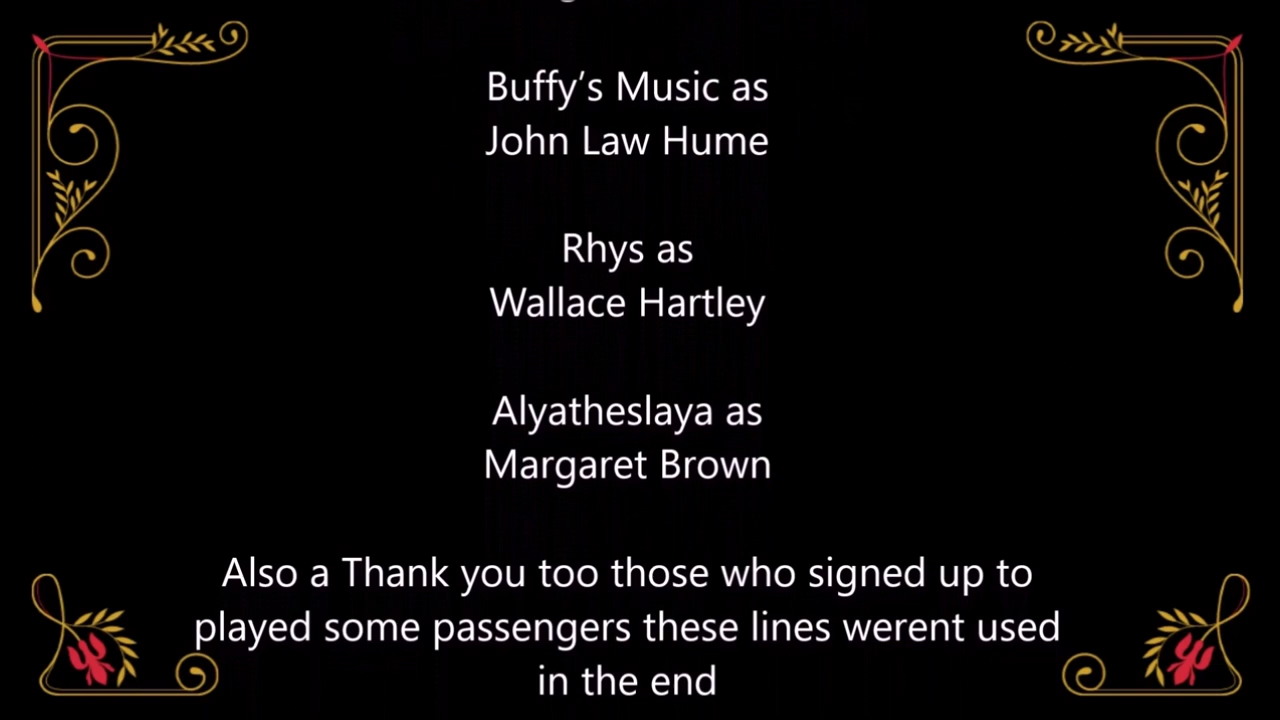 Buffy’s Music as
John Law Hume
Rhys as
Wallace Hartley
Alyatheslaya as
Margaret Brown
Also a Thank you too those who signed up to
played some passengers these lines werent used
in the end